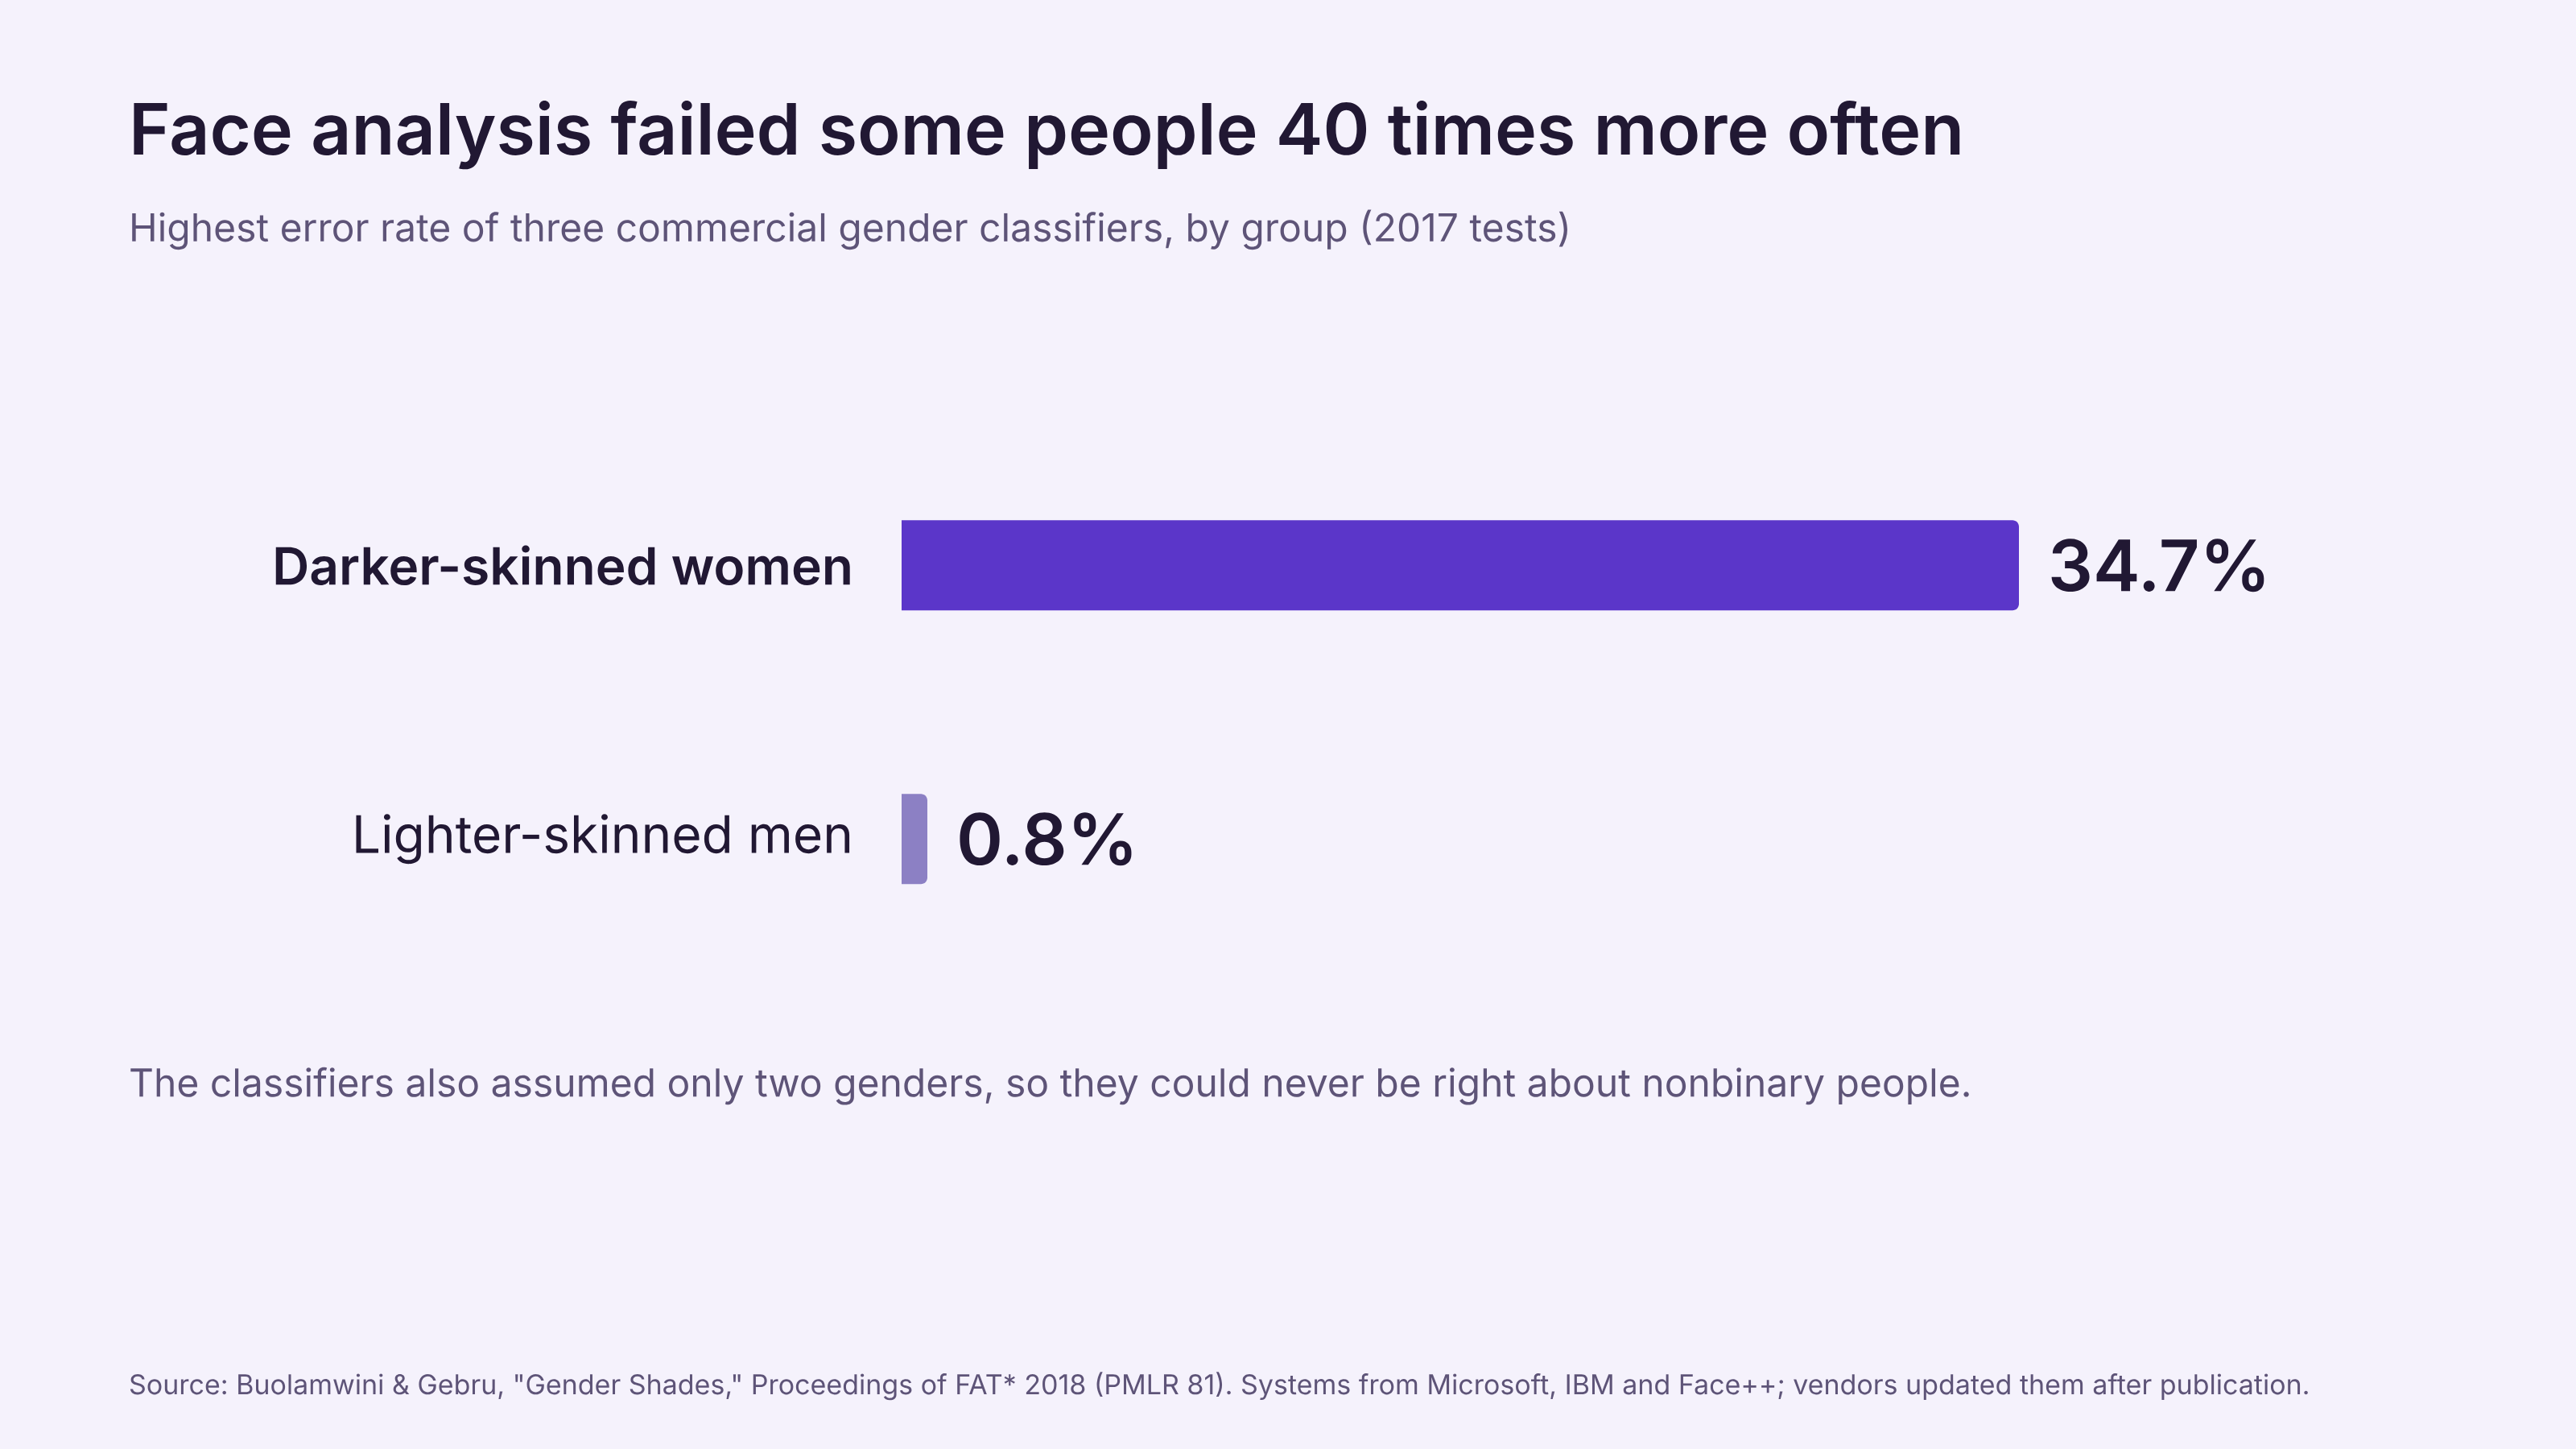 Face analysis failed some people 40 times more often
Highest error rate of three commercial gender classifiers, by group (2017 tests)
Darker-skinned women 34.7%
Lighter-skinned men 0.8%
The classifiers also assumed only two genders, so they could never be right about nonbinary people.
Source: Buolamwini & Gebru, "Gender Shades," Proceedings of FAT* 2018 (PMLR 81). Systems from Microsoft, IBM and Face++; vendors updated them after publication.